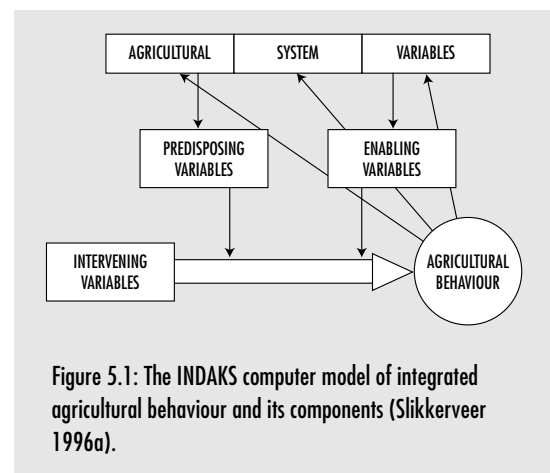 AGRICULTURAL SYSTEM VARIABLES
PREDISPOSING
VARIABLES
ENABLING
VARIABLES
INTERVENING
VARIABLES
AGRICULTURAL
BEHAVIOUR
Figure 5.1: The INDAKS computer model of integrated
agricultural behaviour and its components (Slikkerveer
1996a).